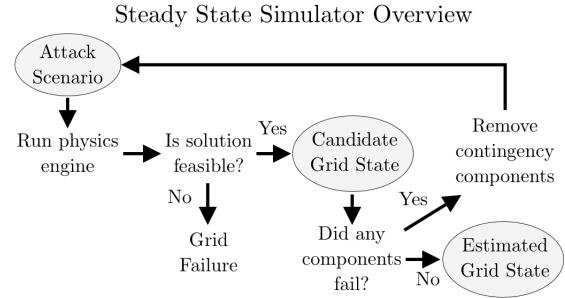 Steady State Simulator Overview
Attack
Scenario
Run physics
engine
Is solution
feasible?
Yes
No
Grid
Failure
Candidate
Grid State
Did any
components
fail?
Yes
No
Remove
contingency
components
Estimated
Grid State